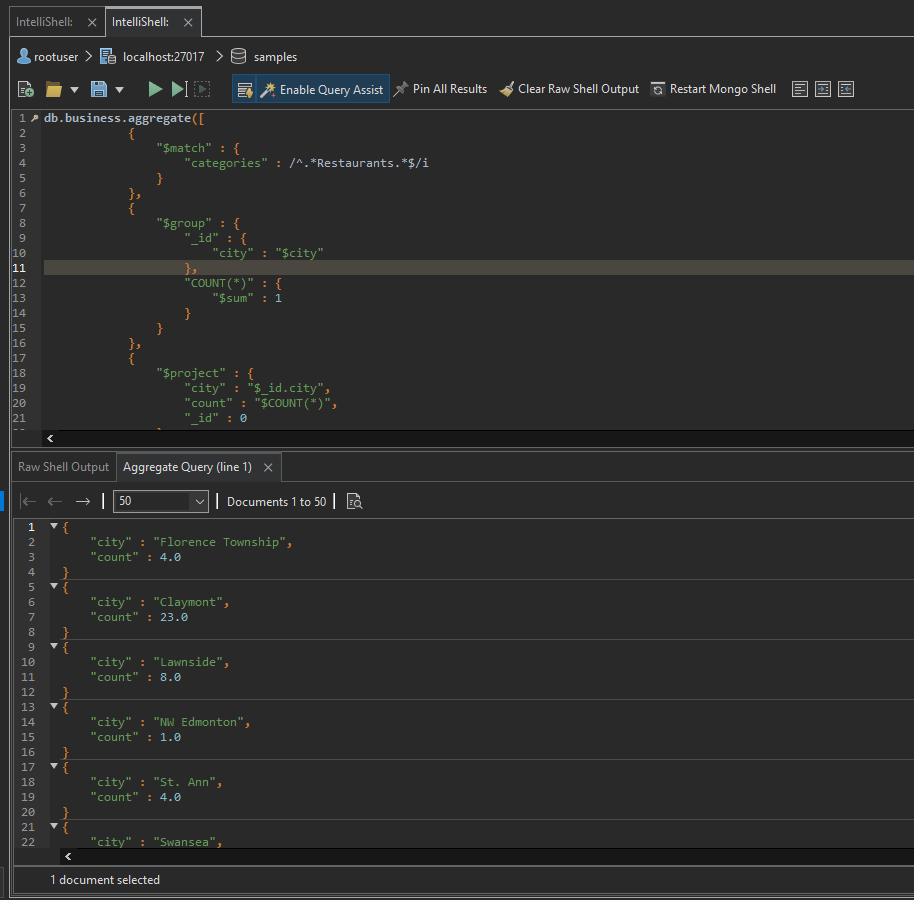 IntelliShell: IntelliShell:
rootuser localhost:27017 samples
Enable Query Assist Pin All Results Clear Raw Shell Output Restart Mongo Shell
1 db.business.aggregate([
2 {
3 "$match" : {
4 "categories" : /^.*Restaurants.*$/i
5 }
6 },
7 {
8 "$group" : {
9 "_id" : {
10 "city" : "$city"
11 },
12 "COUNT(*)" : {
13 "$sum" : 1
14 }
15 }
16 },
17 {
18 "$project" : {
19 "city" : "$_id.city",
20 "count" : "$COUNT(*)",
21 "_id" : 0
Raw Shell Output Aggregate Query (line 1)
50 Documents 1 to 50
1 {
2 "city" : "Florence Township",
3 "count" : 4.0
4 }
5 {
6 "city" : "Claymont",
7 "count" : 23.0
8 }
9 {
10 "city" : "Lawnside",
11 "count" : 8.0
12 }
13 {
14 "city" : "NW Edmonton",
15 "count" : 1.0
16 }
17 {
18 "city" : "St. Ann",
19 "count" : 4.0
20 }
21 {
22 "city" : "Swansea",
1 document selected